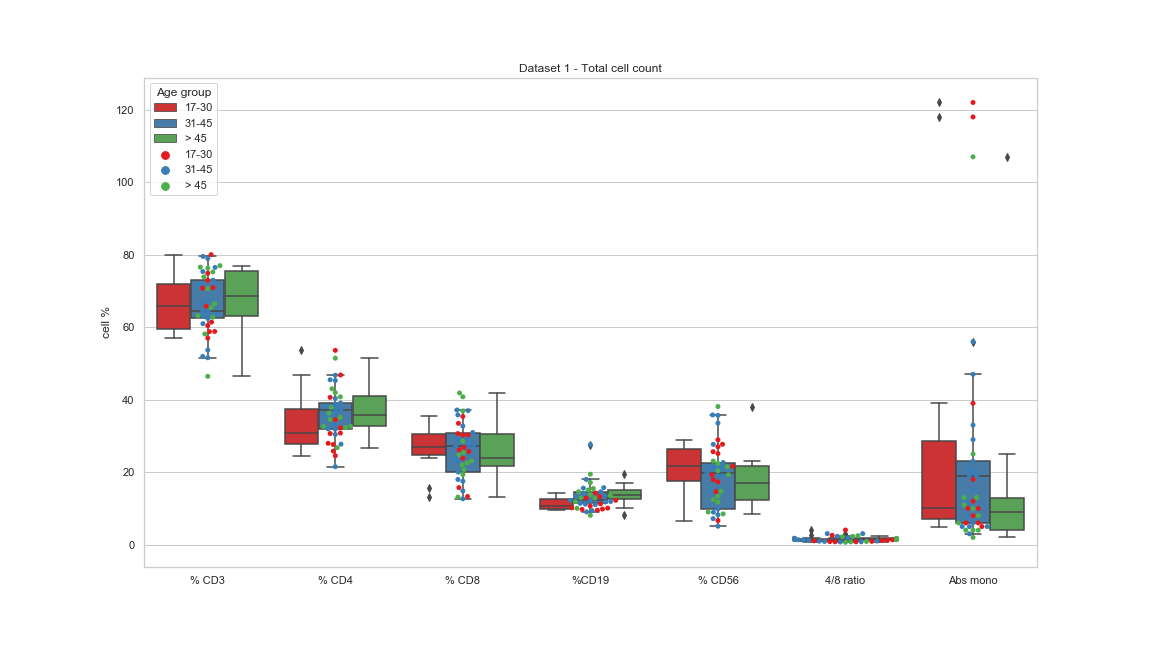 Dataset 1 - Total cell count
Age group
17-30
31-45
> 45
17-30
31-45
> 45
cell %
120
100
80
60
40
20
0
% CD3
% CD4
% CD8
%CD19
% CD56
4/8 ratio
Abs mono